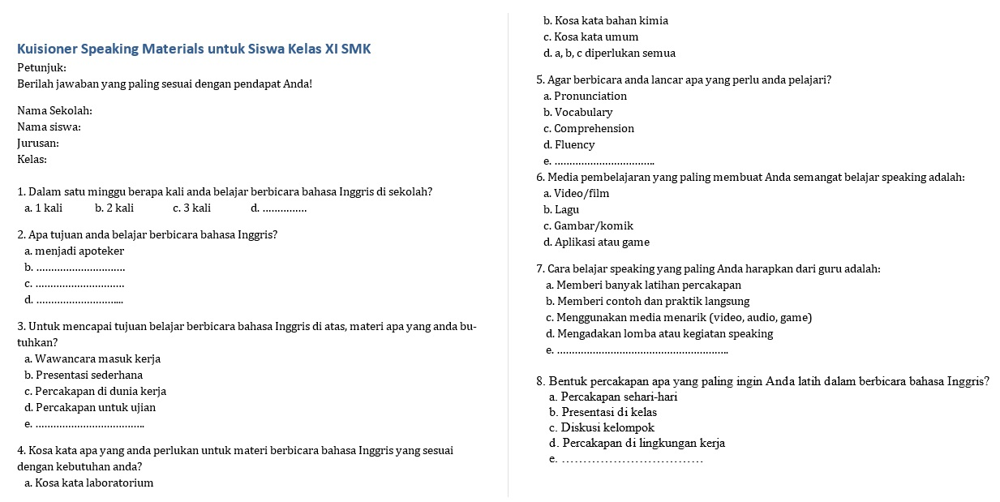 Kuisioner Speaking Materials untuk Siswa Kelas XI SMK
Petunjuk:
Berilah jawaban yang paling sesuai dengan pendapat Anda!
Nama Sekolah:
Nama siswa:
Jurusan:
Kelas:
1. Dalam satu minggu berapa kali anda belajar berbicara bahasa Inggris di sekolah?
a. 1 kali b. 2 kali c. 3 kali d. ...............
2. Apa tujuan anda belajar berbicara bahasa Inggris?
a. menjadi apoteker
b. ..............................
c. ..............................
d. .............................
3. Untuk mencapai tujuan belajar berbicara bahasa Inggris di atas, materi apa yang anda bu-
tuhkan?
a. Wawancara masuk kerja
b. Presentasi sederhana
c. Percakapan di dunia kerja
d. Percakapan untuk ujian
e. .....................................
4. Kosa kata apa yang anda perlukan untuk materi berbicara bahasa Inggris yang sesuai
dengan kebutuhan anda?
a. Kosa kata laboratorium
b. Kosa kata bahan kimia
c. Kosa kata umum
d. a, b, c diperlukan semua
5. Agar berbicara anda lancar apa yang perlu anda pelajari?
a. Pronunciation
b. Vocabulary
c. Comprehension
d. Fluency
e. ..................................
6. Media pembelajaran yang paling membuat Anda semangat belajar speaking adalah:
a. Video/film
b. Lagu
c. Gambar/komik
d. Aplikasi atau game
7. Cara belajar speaking yang paling Anda harapkan dari guru adalah:
a. Memberi banyak latihan percakapan
b. Memberi contoh dan praktik langsung
c. Menggunakan media menarik (video, audio, game)
d. Mengadakan lomba atau kegiatan speaking
e. ..........................................................
8. Bentuk percakapan apa yang paling ingin Anda latih dalam berbicara bahasa Inggris?
a. Percakapan sehari-hari
b. Presentasi di kelas
c. Diskusi kelompok
d. Percakapan di lingkungan kerja
e. .................................